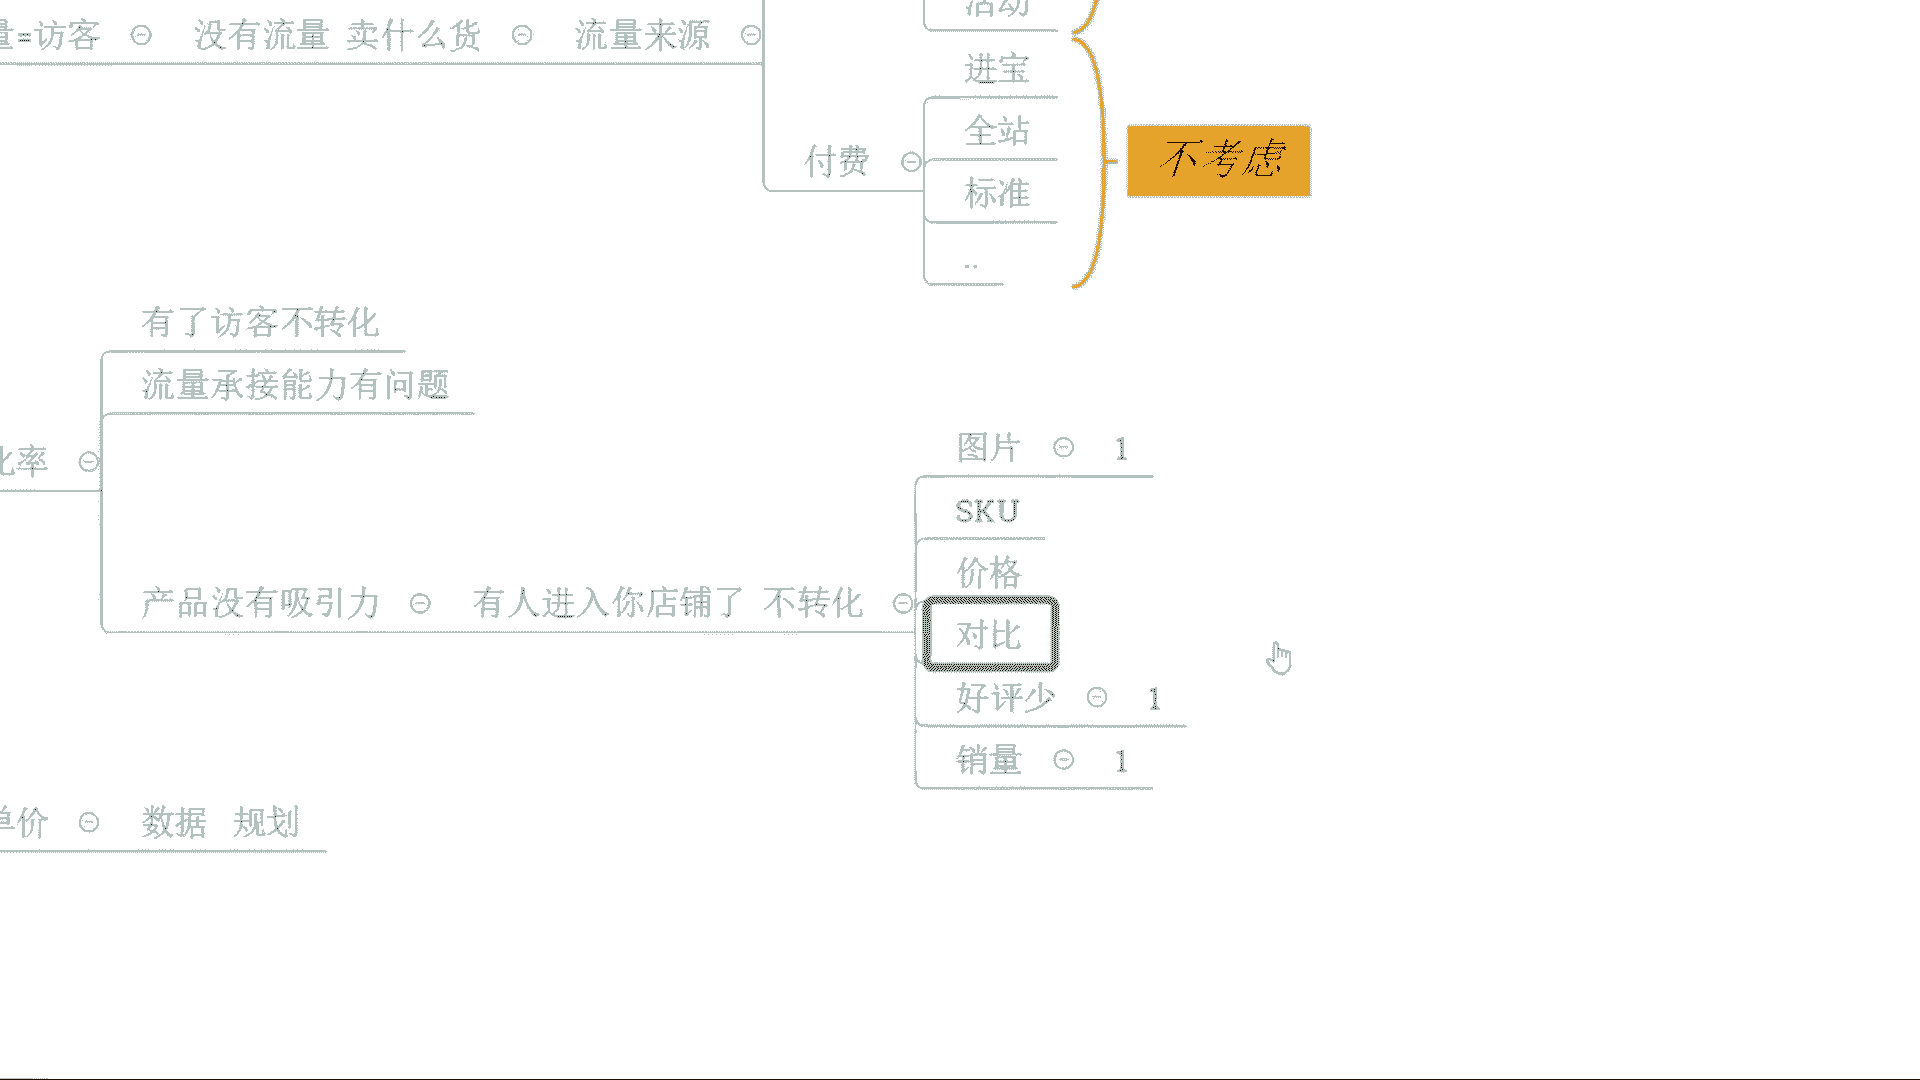 活动
量=访客 没有流量 卖什么货 流量来源
进宝
全站
付费
不考虑
标准
..
有了访客不转化
流量承接能力有问题
图片 1
化率
SKU
价格
产品没有吸引力 有人进入你店铺了 不转化
对比
好评少 1
销量 1
单价 数据 规划